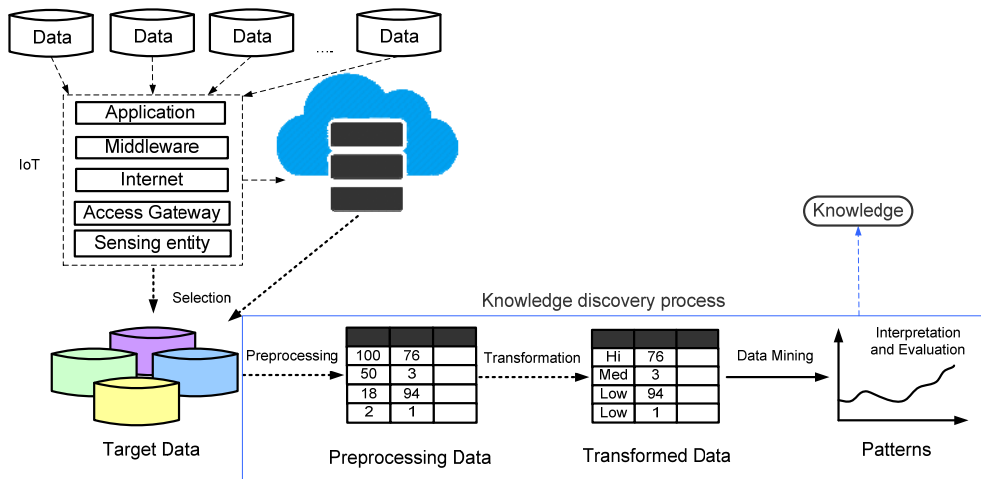 Data
Data
Data
....
Data
IoT
Application
Middleware
Internet
Access Gateway
Sensing entity
Knowledge
Selection
Knowledge discovery process
Preprocessing
100 76
50 3
18 94
2 1
Transformation
Hi 76
Med 3
Low 94
Low 1
Data Mining
Interpretation
and Evaluation
Target Data
Preprocessing Data
Transformed Data
Patterns